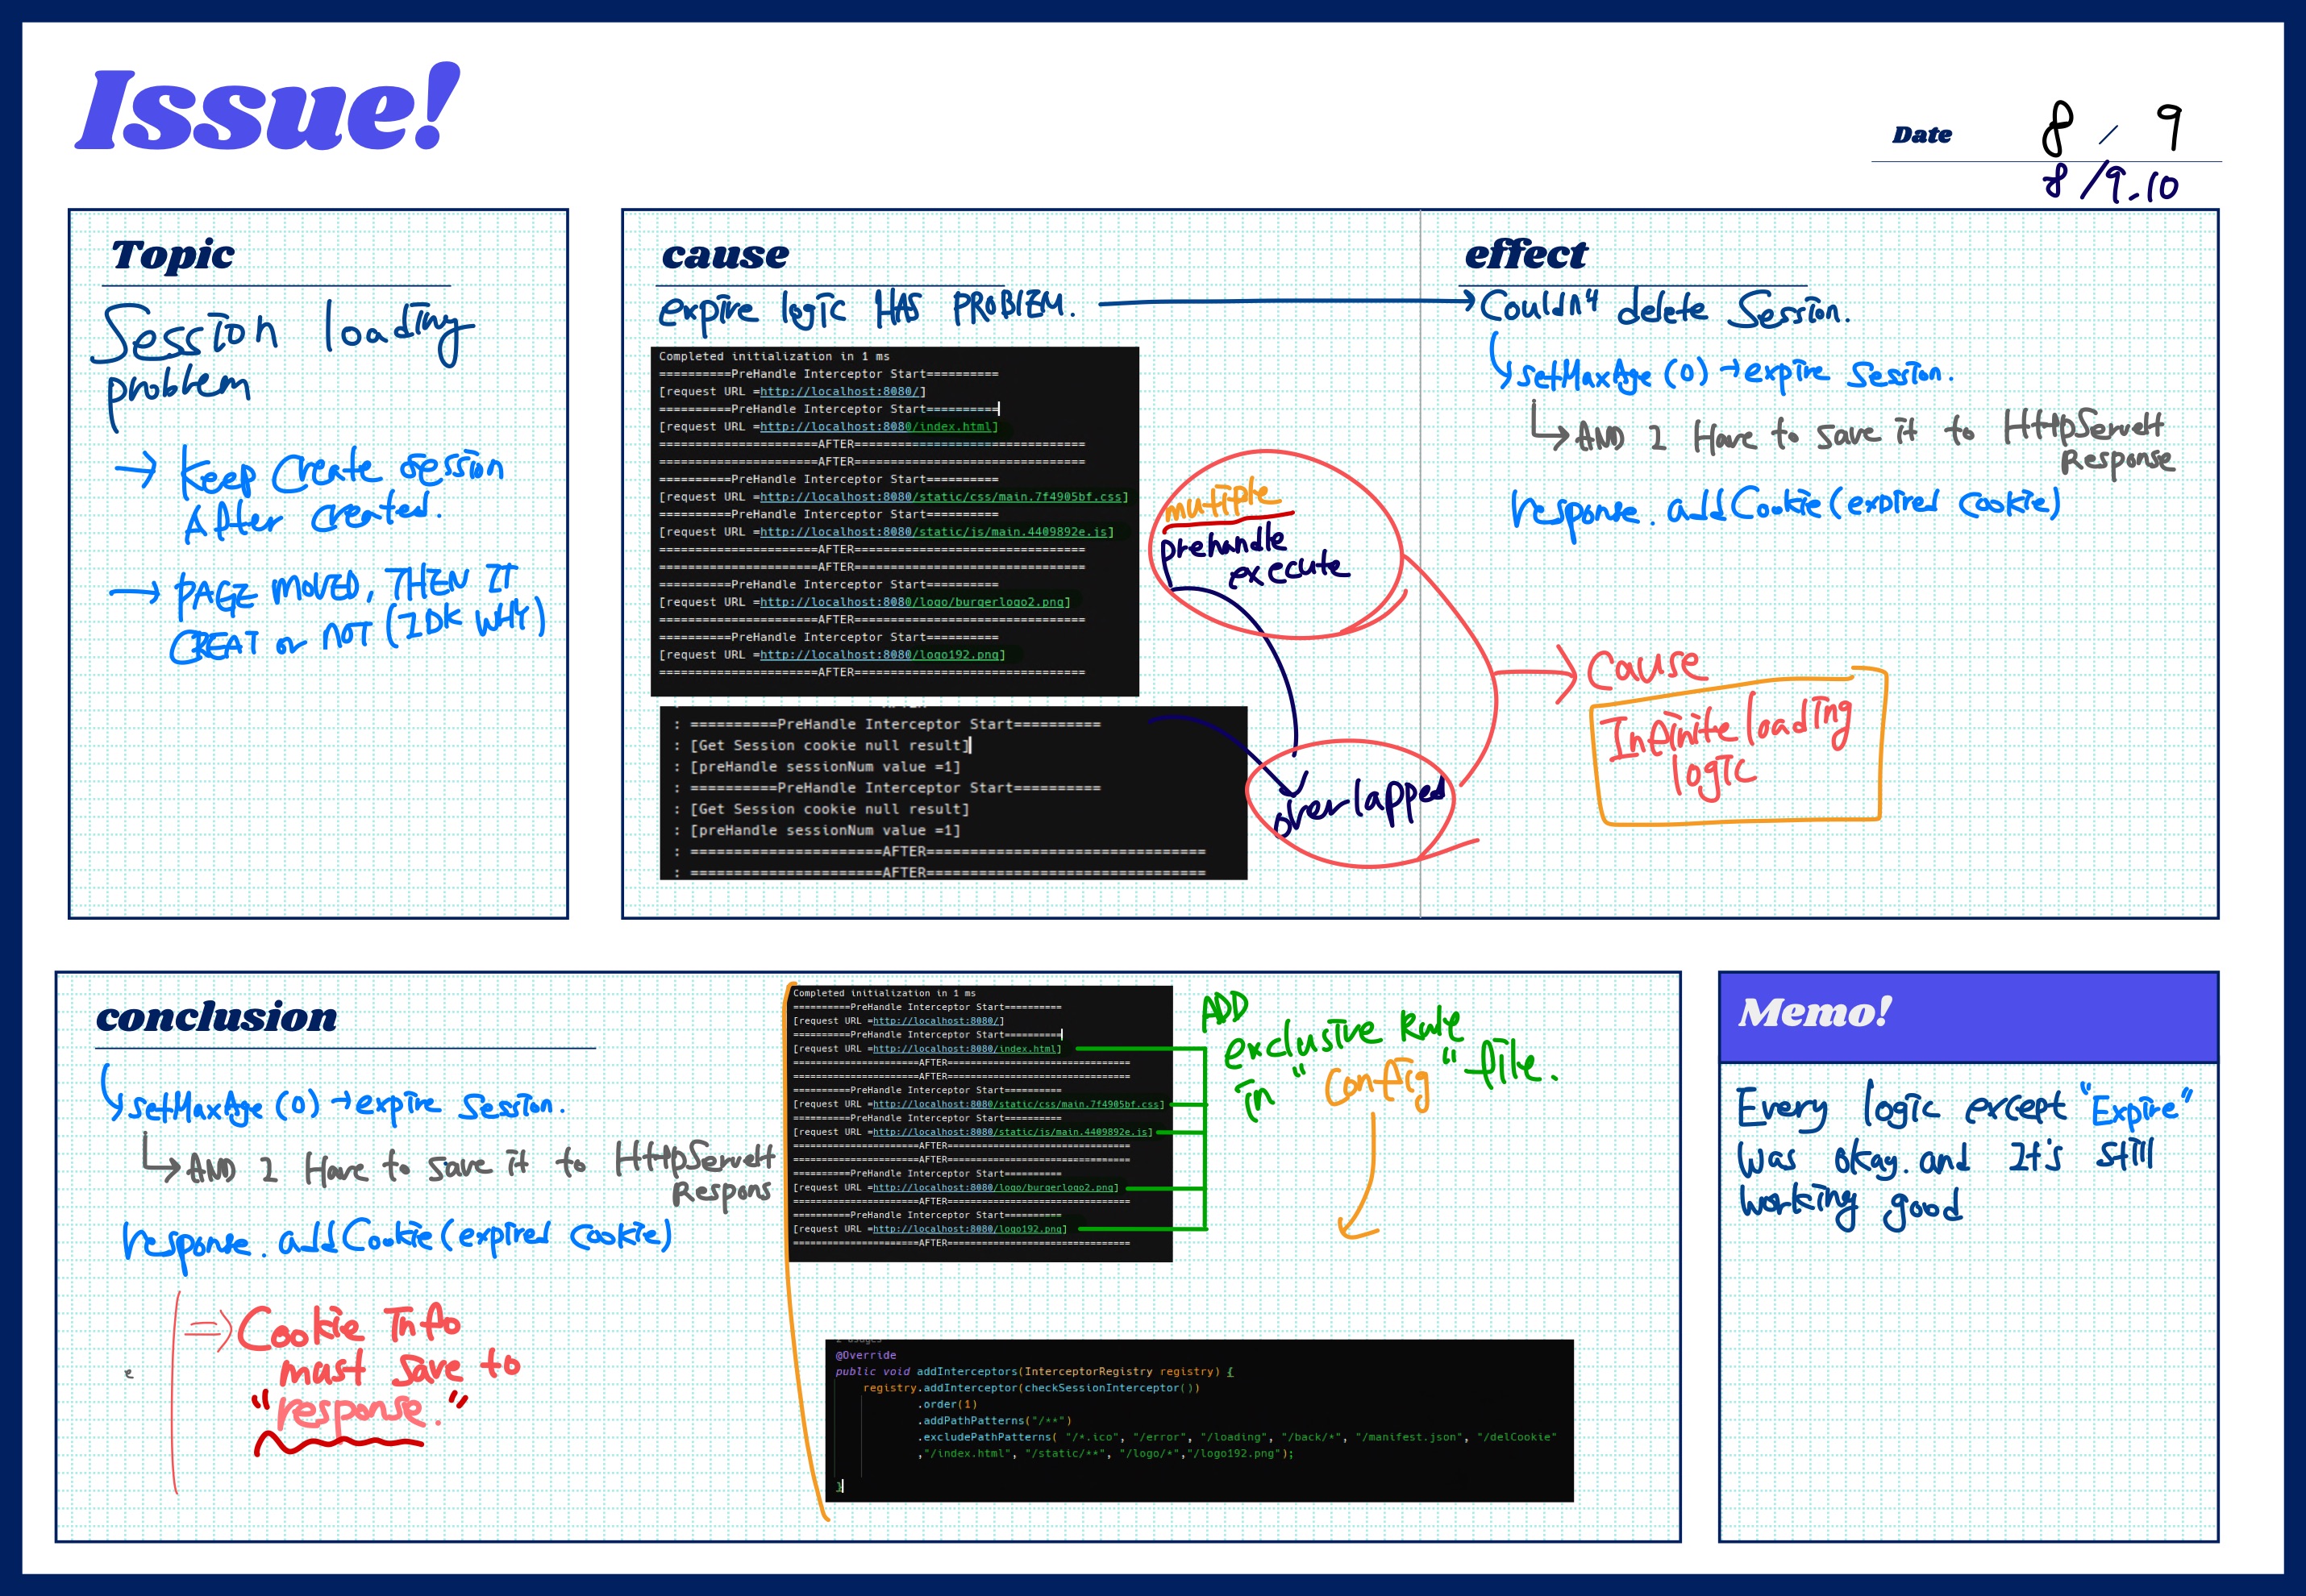 Issue!
Date 8 / 9
8/9.10
Topic
Session loading
problem
→ Keep Create session
After created.
→ PAGE MOVED, THEN IT
CREAT or NOT (IDK WHY)
cause
expire logic HAS PROBLEM.
Completed initialization in 1 ms
==========PreHandle Interceptor Start==========
[request URL =http://localhost:8080/]
==========PreHandle Interceptor Start==========
[request URL =http://localhost:8080/index.html]
======================AFTER================================
======================AFTER================================
==========PreHandle Interceptor Start==========
[request URL =http://localhost:8080/static/css/main.7f4905bf.css]
==========PreHandle Interceptor Start==========
[request URL =http://localhost:8080/static/js/main.4409892e.js]
======================AFTER================================
======================AFTER================================
==========PreHandle Interceptor Start==========
[request URL =http://localhost:8080/logo/burgerlogo2.png]
======================AFTER================================
==========PreHandle Interceptor Start==========
[request URL =http://localhost:8080/logo192.png]
======================AFTER================================
mutiple
prehandle
execute
: ==========PreHandle Interceptor Start==========
: [Get Session cookie null result]
: [preHandle sessionNum value =1]
: ==========PreHandle Interceptor Start==========
: [Get Session cookie null result]
: [preHandle sessionNum value =1]
: ======================AFTER================================
: ======================AFTER================================
overlapped
effect
Couldn't delete Session.
setMaxAge (0) → expire Session.
AND I Have to save it to HttpServelt
Response
response. addCookie (expired cookie)
Cause
Infinite loading
logic
conclusion
setMaxAge (0) → expire Session.
AND I Have to save it to HttpServelt
Respons
response. addCookie (expired cookie)
⇒ Cookie Info
mast save to
"response."
e
Completed initialization in 1 ms
==========PreHandle Interceptor Start==========
[request URL =http://localhost:8080/]
==========PreHandle Interceptor Start==========
[request URL =http://localhost:8080/index.html]
======================AFTER================================
======================AFTER================================
==========PreHandle Interceptor Start==========
[request URL =http://localhost:8080/static/css/main.7f4905bf.css]
==========PreHandle Interceptor Start==========
[request URL =http://localhost:8080/static/js/main.4409892e.js]
======================AFTER================================
======================AFTER================================
==========PreHandle Interceptor Start==========
[request URL =http://localhost:8080/logo/burgerlogo2.png]
======================AFTER================================
==========PreHandle Interceptor Start==========
[request URL =http://localhost:8080/logo192.png]
======================AFTER================================
ADD
exclusive Rule
in "Config" file.
@Override
public void addInterceptors(InterceptorRegistry registry) {
registry.addInterceptor(checkSessionInterceptor())
.order(1)
.addPathPatterns("/**")
.excludePathPatterns( "/*.ico", "/error", "/loading", "/back/*", "/manifest.json", "/delCookie"
,"/index.html", "/static/**", "/logo/*","/logo192.png");
}
Memo!
Every logic except "Expire"
was okay. and It's still
working good